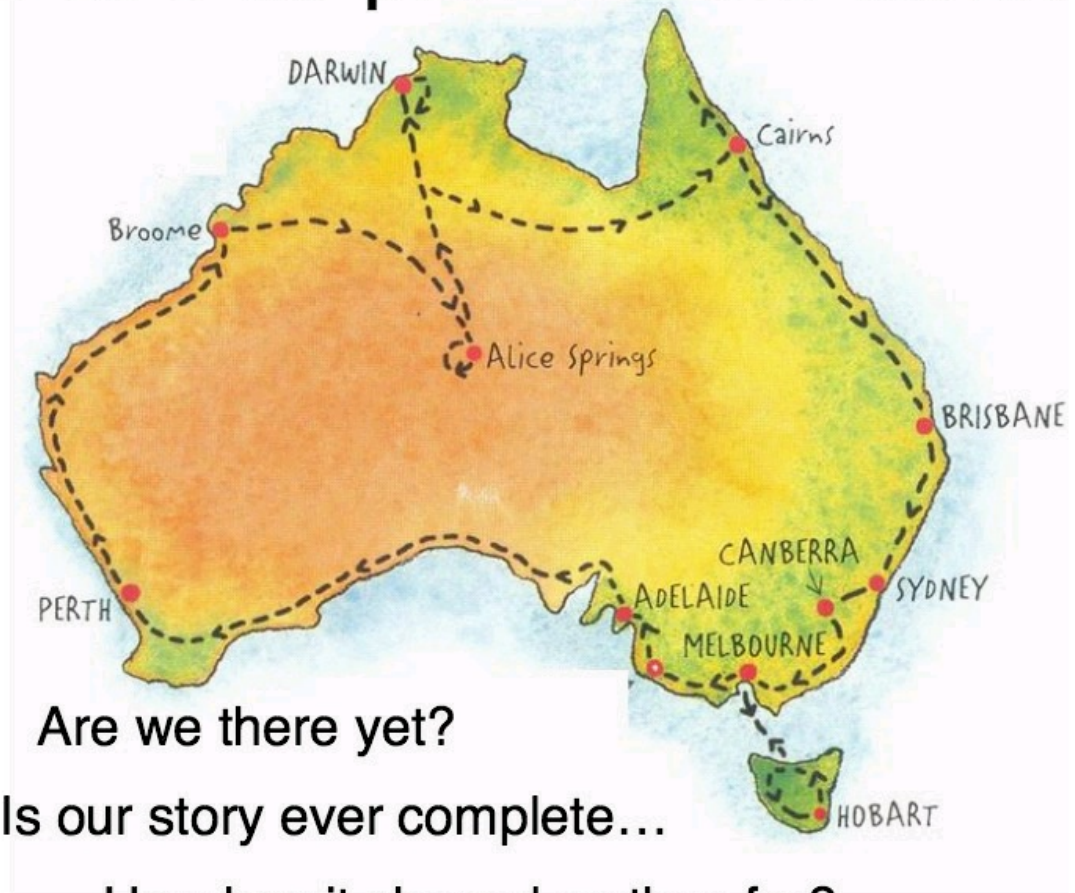 DARWIN
Cairns
Broome
Alice Springs
BRISBANE
CANBERRA
SYDNEY
PERTH
ADELAIDE
MELBOURNE
Are we there yet?
Is our story ever complete...
HOBART